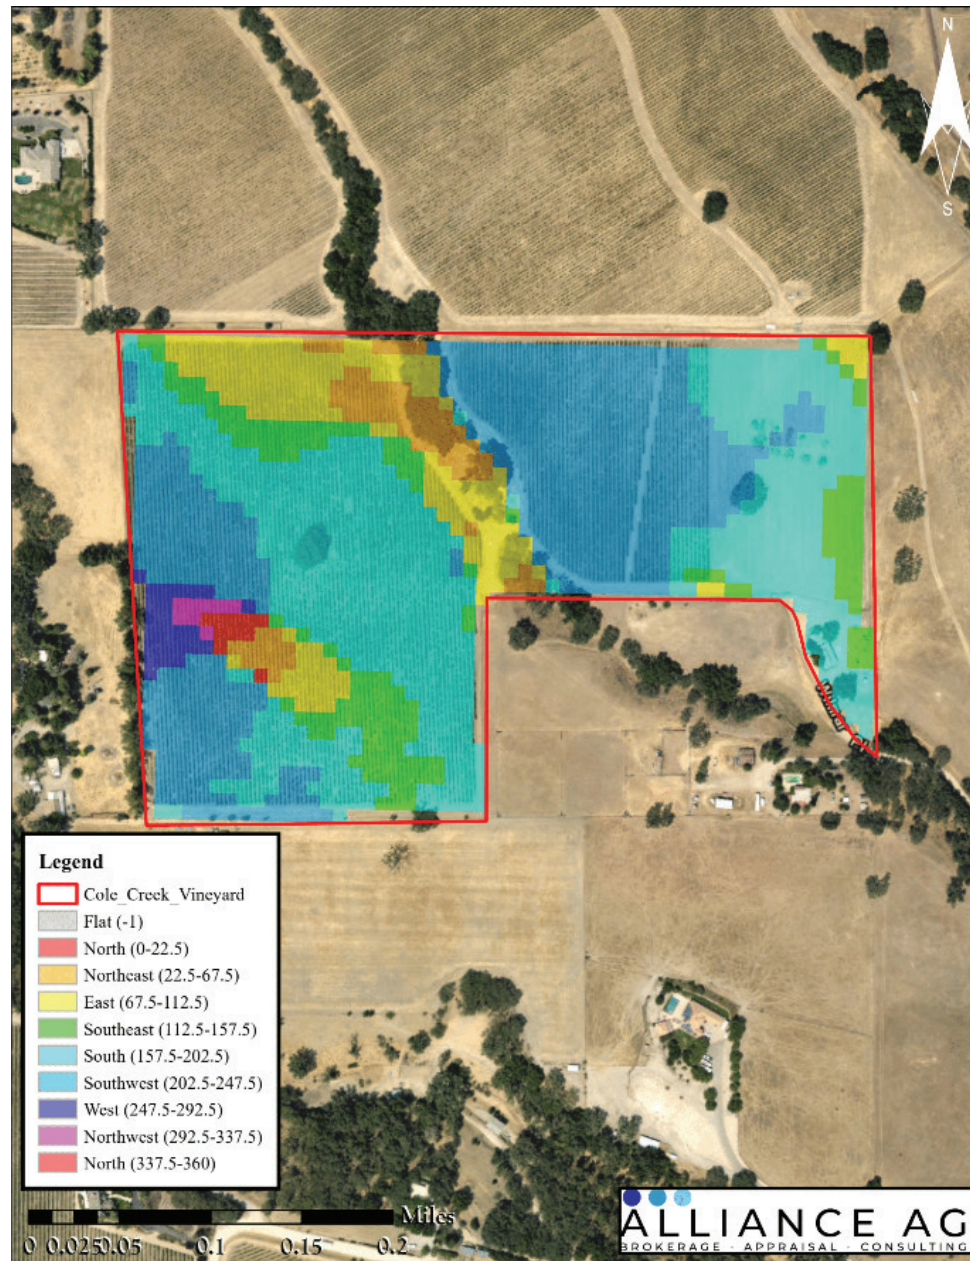 N
S
Legend
Cole_Creek_Vineyard
Flat (-1)
North (0-22.5)
Northeast (22.5-67.5)
East (67.5-112.5)
Southeast (112.5-157.5)
South (157.5-202.5)
Southwest (202.5-247.5)
West (247.5-292.5)
Northwest (292.5-337.5)
North (337.5-360)
Miles
0 0.0250.05 0.1 0.15 0.2
ALLIANCE AG
BROKERAGE · APPRAISAL · CONSULTING